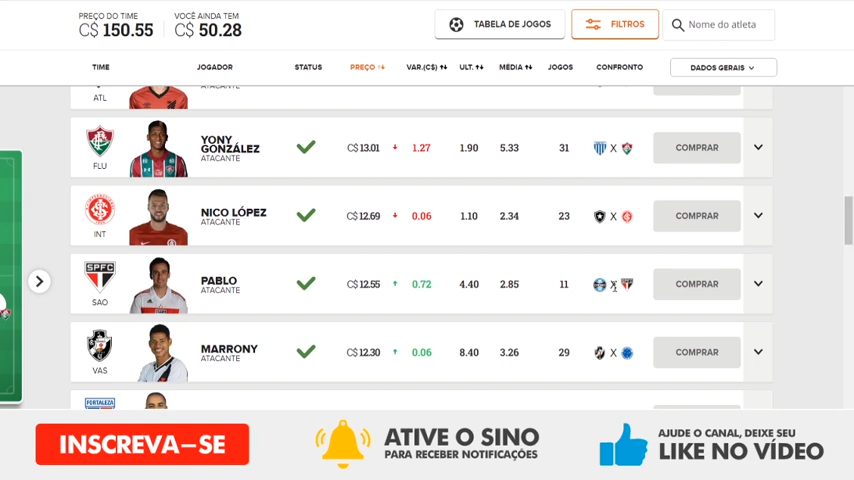 PREÇO DO TIME
C$ 150.55
VOCÊ AINDA TEM
C$ 50.28
TABELA DE JOGOS
FILTROS
Nome do atleta
TIME JOGADOR STATUS PREÇO VAR.(C$) ULT. MÉDIA JOGOS CONFRONTO DADOS GERAIS
ATL
ATACANTE
FLU
YONY
GONZÁLEZ
ATACANTE
C$ 13.01 1.27 1.90 5.33 31 X COMPRAR
INT
NICO LÓPEZ
ATACANTE
C$ 12.69 0.06 1.10 2.34 23 X COMPRAR
SPFC
SAO
PABLO
ATACANTE
C$ 12.55 0.72 4.40 2.85 11 X COMPRAR
VAS
MARRONY
ATACANTE
C$ 12.30 0.06 8.40 3.26 29 X COMPRAR
FORTALEZA
INSCREVA-SE
ATIVE O SINO
PARA RECEBER NOTIFICAÇÕES
AJUDE O CANAL, DEIXE SEU
LIKE NO VÍDEO